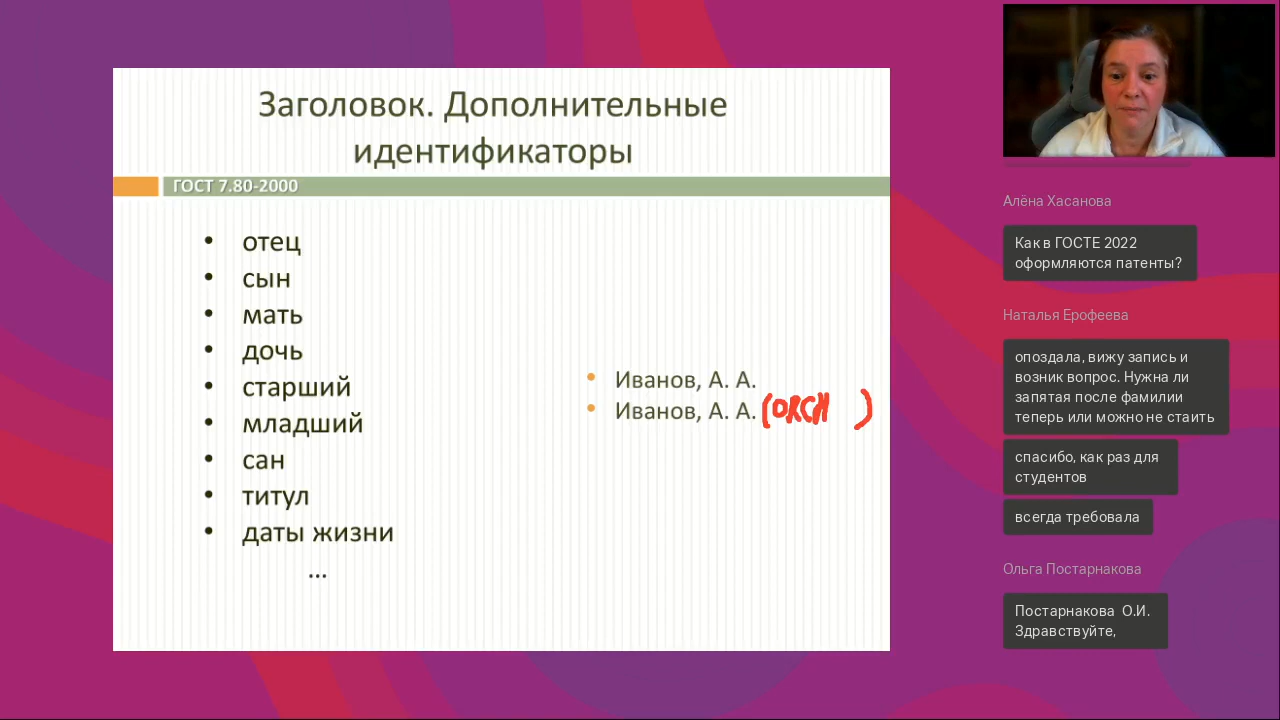 Заголовок. Дополнительные
идентификаторы
ГОСТ 7.80-2000
• отец
• сын
• мать
• дочь
• старший
• младший
• сан
• титул
• даты жизни
...
• Иванов, А. А.
• Иванов, А. А. ( )
Алёна Хасанова
Как в ГОСТЕ 2022
оформляются патенты?
Наталья Ерофеева
опоздала, вижу запись и
возник вопрос. Нужна ли
запятая после фамилии
теперь или можно не стаить
спасибо, как раз для
студентов
всегда требовала
Ольга Постарнакова
Постарнакова О.И.
Здравствуйте,